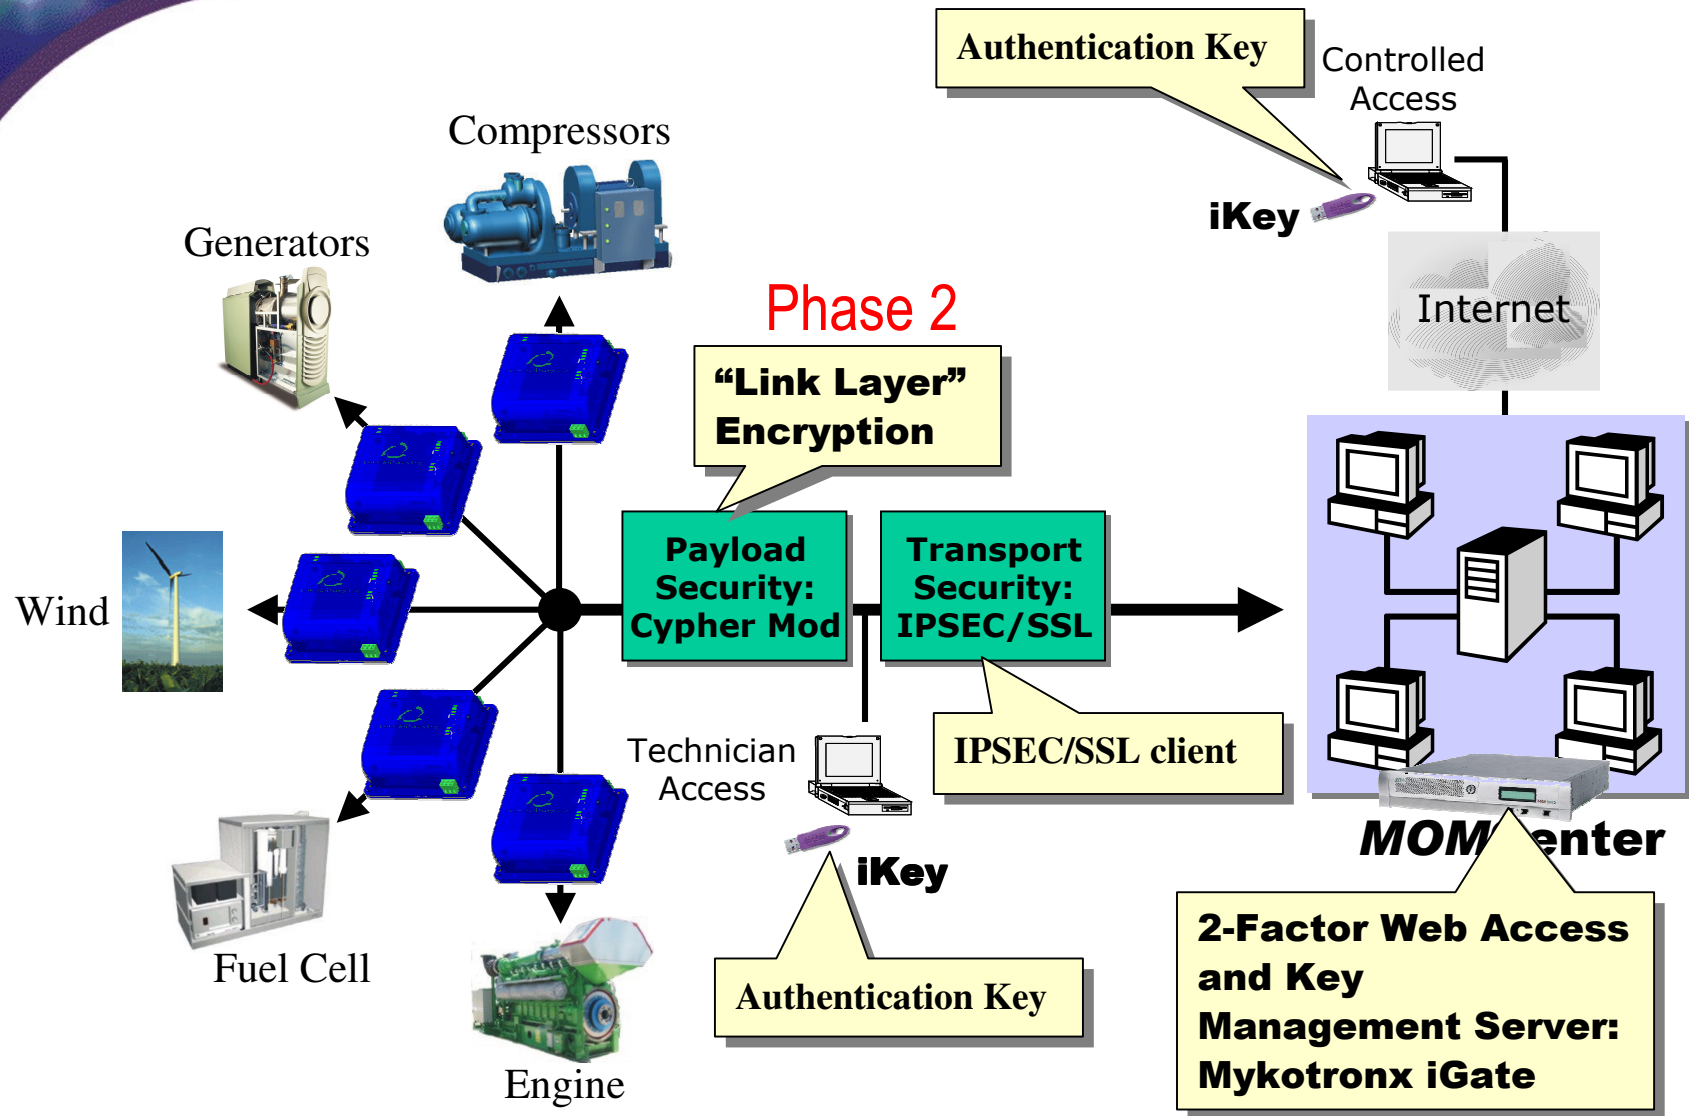 Authentication Key
Controlled
Access
iKey
Internet
Compressors
Generators
Phase 2
“Link Layer”
Encryption
Payload
Security:
Cypher Mod
Transport
Security:
IPSEC/SSL
Wind
Technician
Access
IPSEC/SSL client
iKey
Authentication Key
Fuel Cell
Engine
MOMCenter
2-Factor Web Access
and Key
Management Server:
Mykotronx iGate